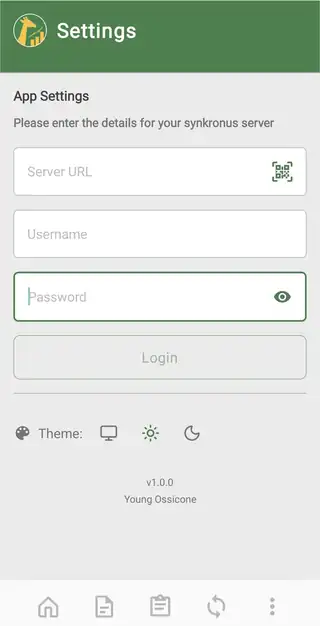 Settings
App Settings
Please enter the details for your synkronus server
Server URL
Username
Password
Login
Theme:
v1.0.0
Young Ossicone